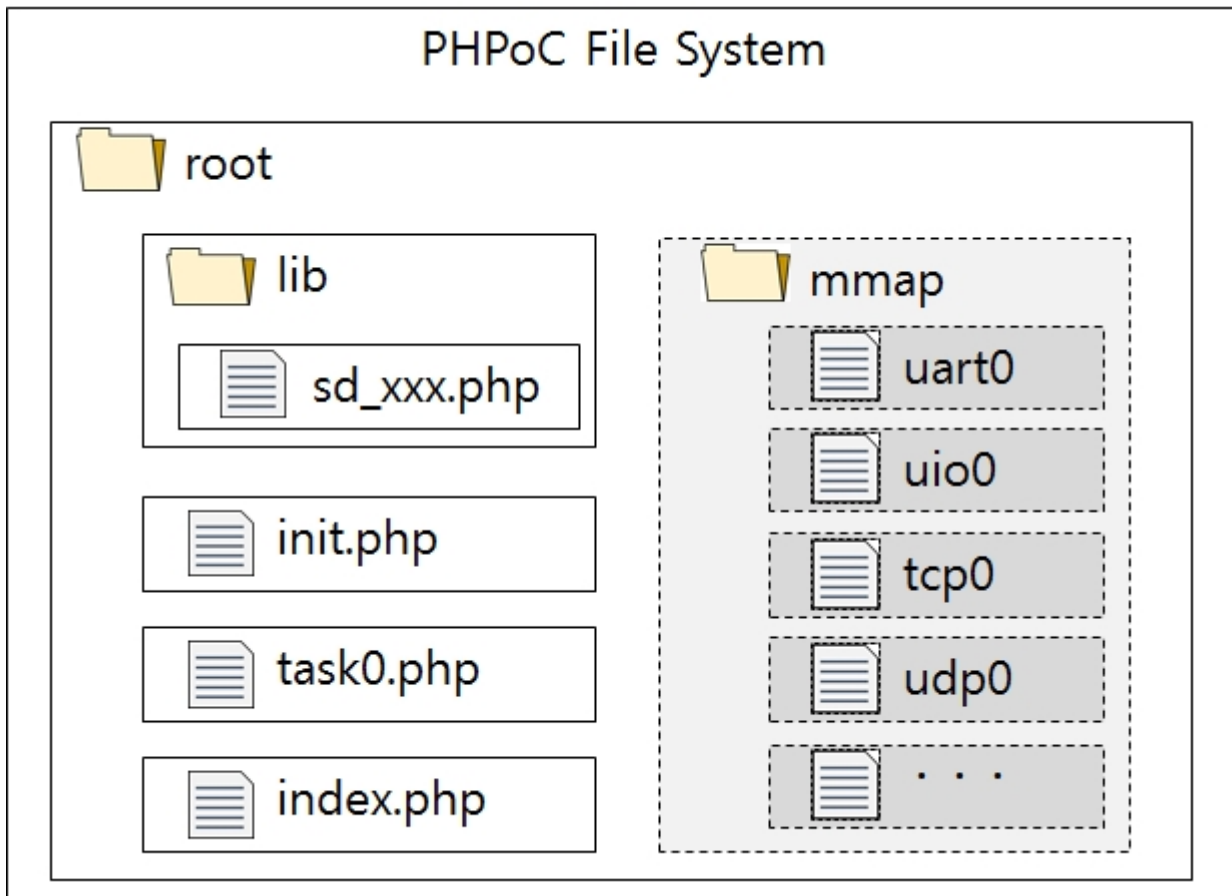 PHPoC File System
root
lib
sd_xxx.php
init.php
task0.php
index.php
mmap
uart0
uio0
tcp0
udp0
· · ·